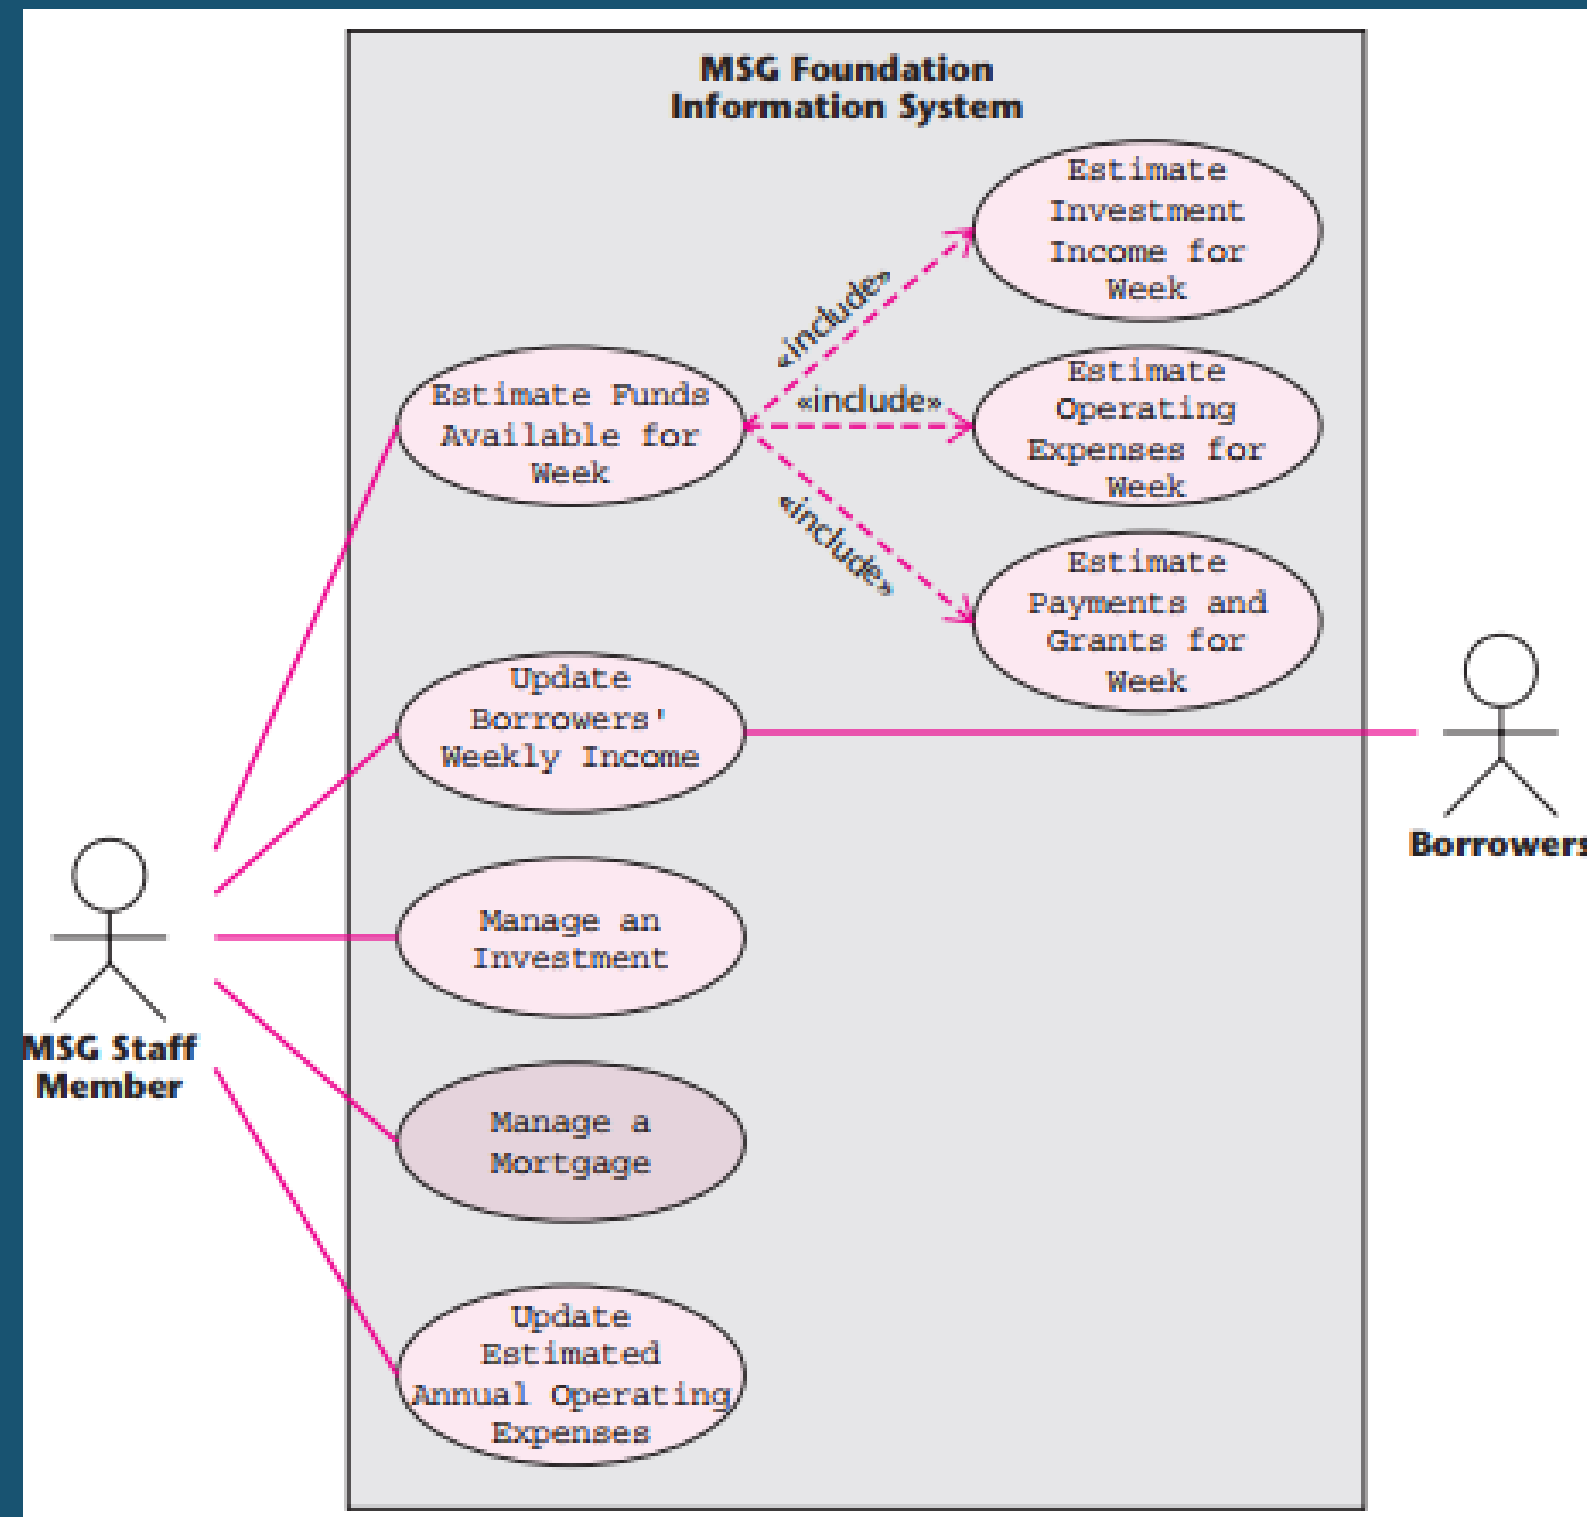 MSG Foundation
Information System
Estimate
Investment
Income for
Week
«include»
Estimate Funds
Available for
Week
«include»
Estimate
Operating
Expenses for
Week
«include»
Estimate
Payments and
Grants for
Week
Update
Borrowers'
Weekly Income
Borrowers
Manage an
Investment
MSG Staff
Member
Manage a
Mortgage
Update
Estimated
Annual Operating
Expenses